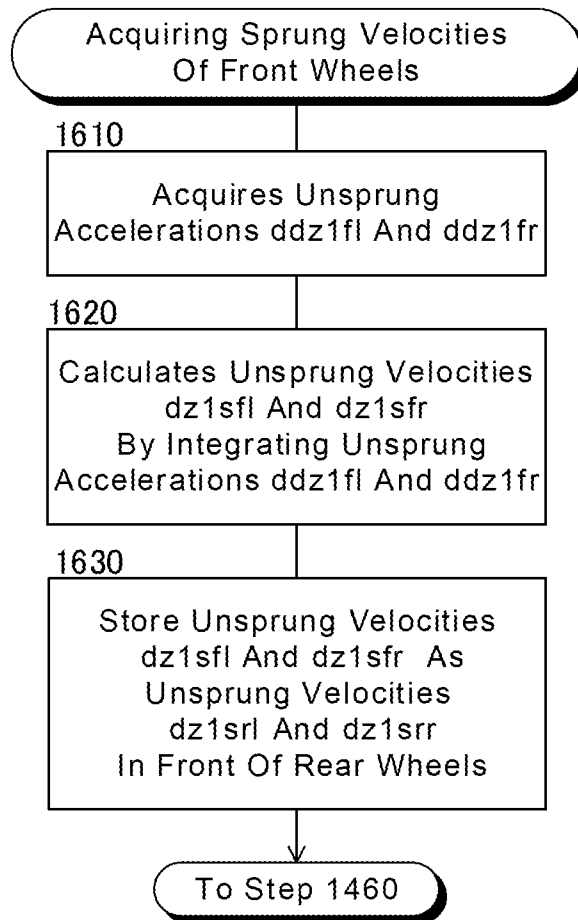 Acquiring Sprung Velocities
Of Front Wheels
1610
Acquires Unsprung
Accelerations ddz1fl And ddz1fr
1620
Calculates Unsprung Velocities
dz1sfl And dz1sfr
By Integrating Unsprung
Accelerations ddz1fl And ddz1fr
1630
Store Unsprung Velocities
dz1sfl And dz1sfr As
Unsprung Velocities
dz1srl And dz1srr
In Front Of Rear Wheels
To Step 1460